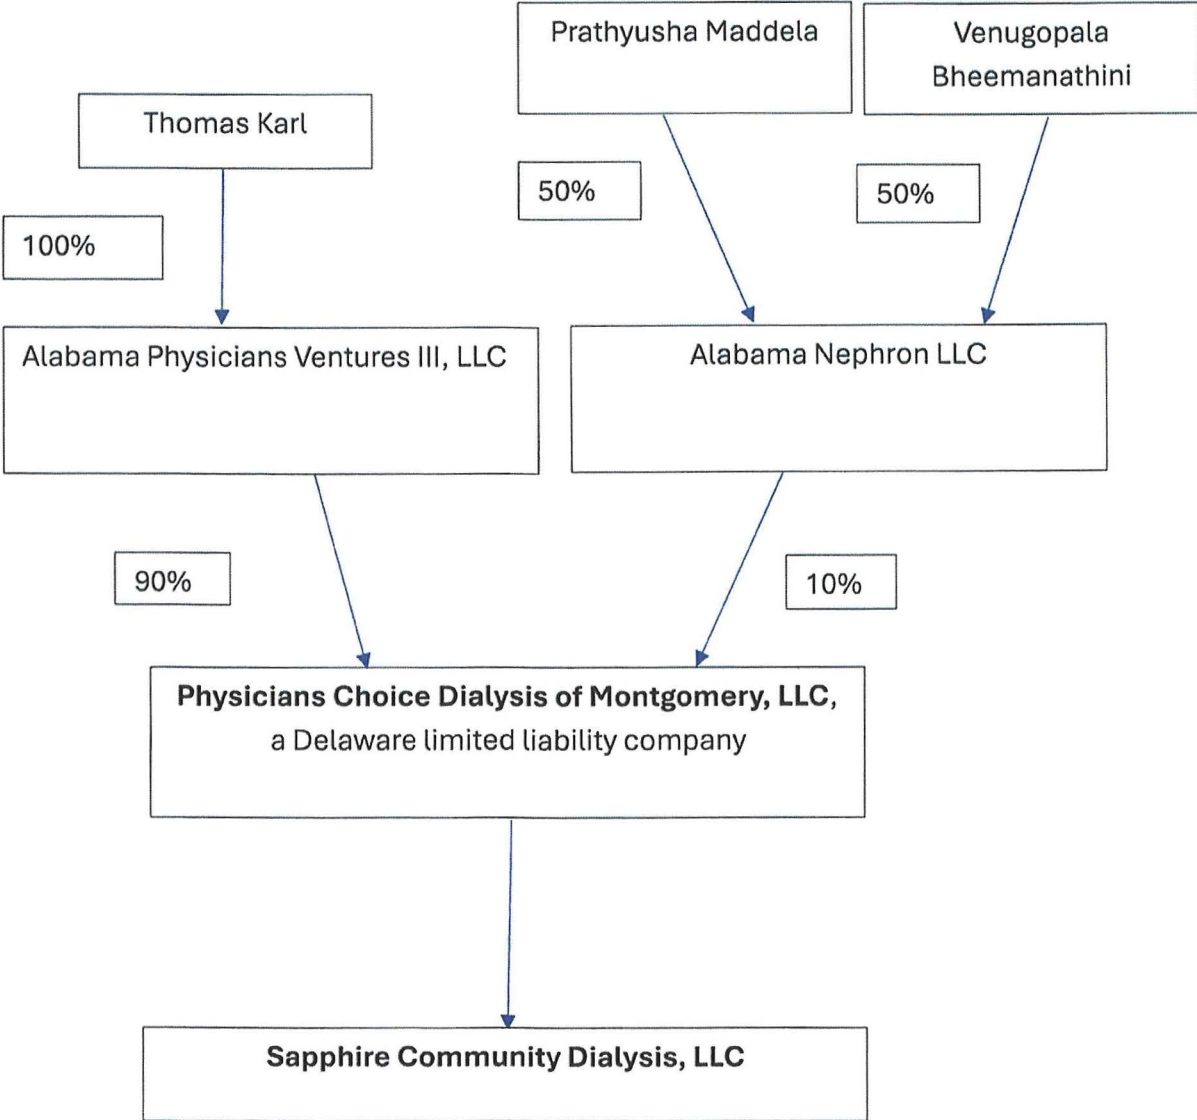 Prathyusha Maddela
Venugopala
Bheemanathini
Thomas Karl
50%
50%
100%
Alabama Physicians Ventures III, LLC
Alabama Nephron LLC
90%
10%
Physicians Choice Dialysis of Montgomery, LLC,
a Delaware limited liability company
Sapphire Community Dialysis, LLC